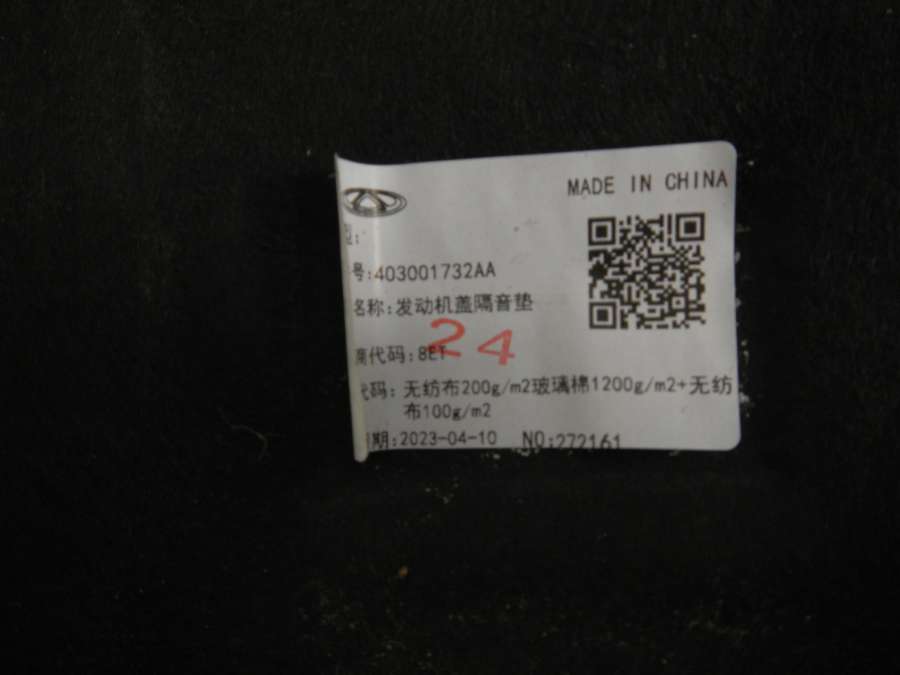 MADE IN CHINA
型:
号:403001732AA
名称:发动机盖隔音垫
24
商代码:8ET
代码:无纺布200g/m2玻璃棉1200g/m2+无纺
布100g/m2
期:2023-04-10 NO:272161